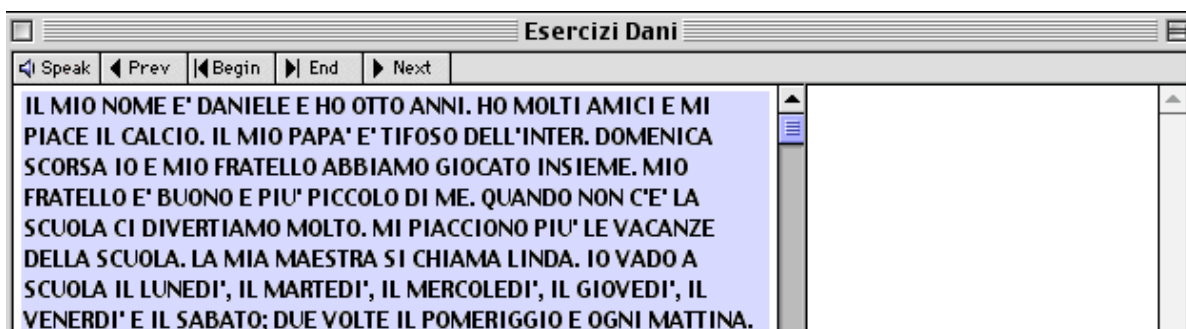 Esercizi Dani
Speak Prev Begin End Next
IL MIO NOME E' DANIELE E HO OTTO ANNI. HO MOLTI AMICI E MI
PIACE IL CALCIO. IL MIO PAPA' E' TIFOSO DELL'INTER. DOMENICA
SCORSA IO E MIO FRATELLO ABBIAMO GIOCATO INSIEME. MIO
FRATELLO E' BUONO E PIU' PICCOLO DI ME. QUANDO NON C'E' LA
SCUOLA CI DIVERTIAMO MOLTO. MI PIACCIONO PIU' LE VACANZE
DELLA SCUOLA. LA MIA MAESTRA SI CHIAMA LINDA. IO VADO A
SCUOLA IL LUNEDI', IL MARTEDI', IL MERCOLEDI', IL GIOVEDI', IL
VENERDI' E IL SABATO; DUE VOLTE IL POMERIGGIO E OGNI MATTINA.